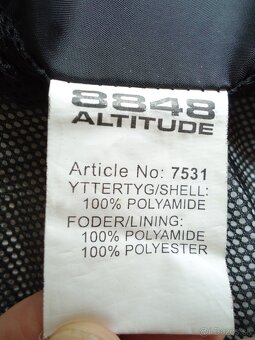 8848
ALTITUDE
Article No: 7531
YTTERTYG/SHELL:
100% POLYAMIDE
FODER/LINING:
100% POLYAMIDE
100% POLYESTER